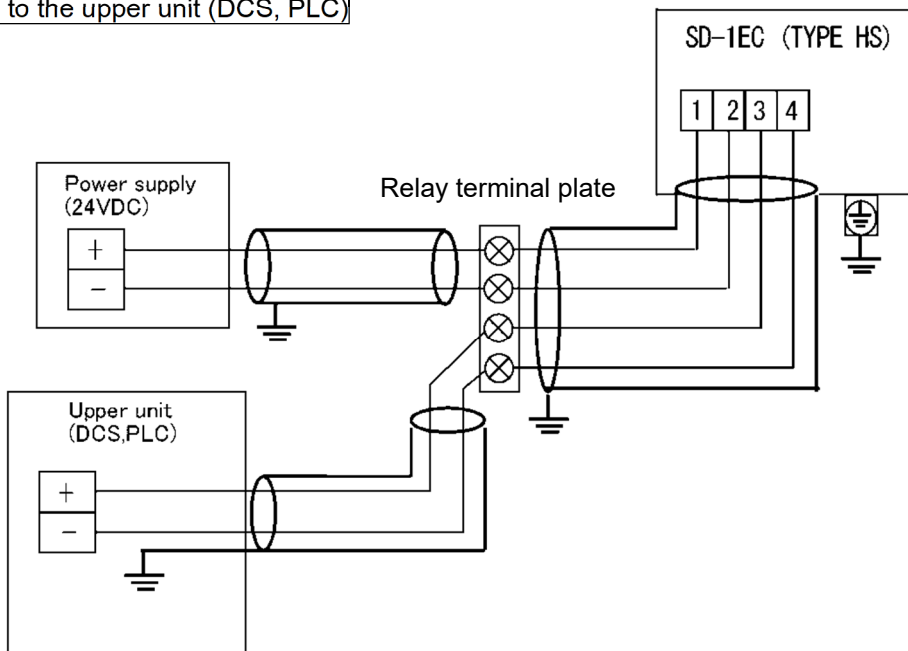 to the upper unit (DCS, PLC)
SD-1EC (TYPE HS)
1 2 3 4
Power supply
(24VDC)
+
−
Relay terminal plate
Upper unit
(DCS,PLC)
+
−